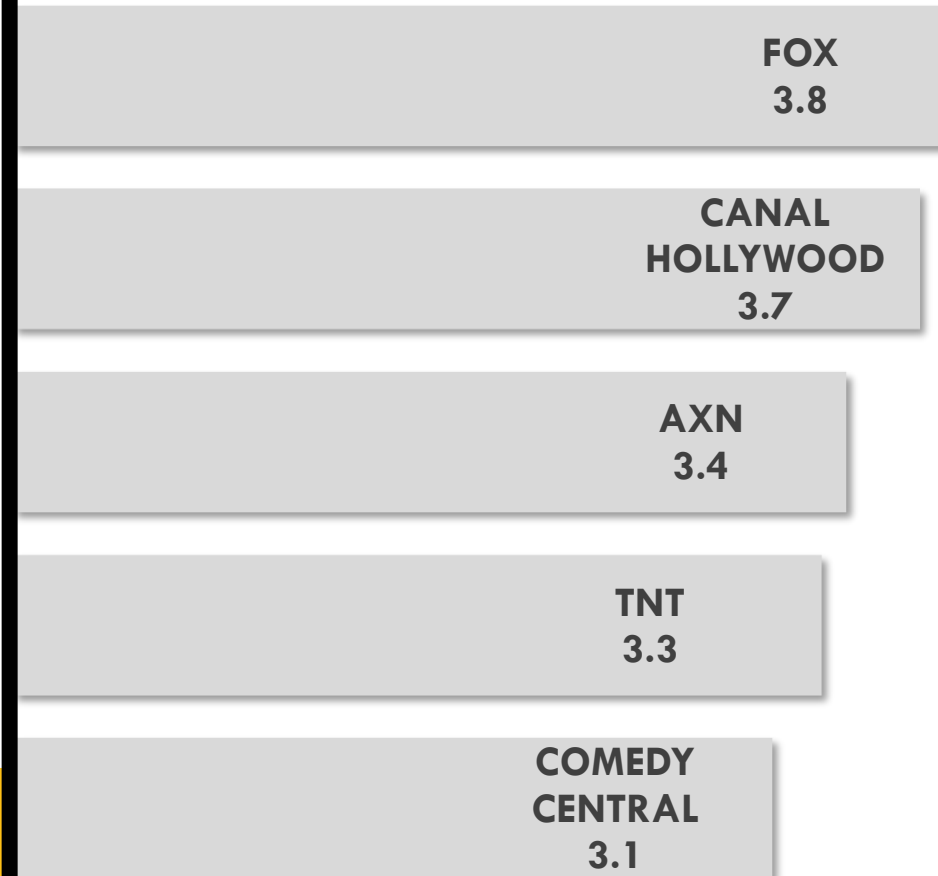 FOX
3.8
CANAL
HOLLYWOOD
3.7
AXN
3.4
TNT
3.3
COMEDY
CENTRAL
3.1